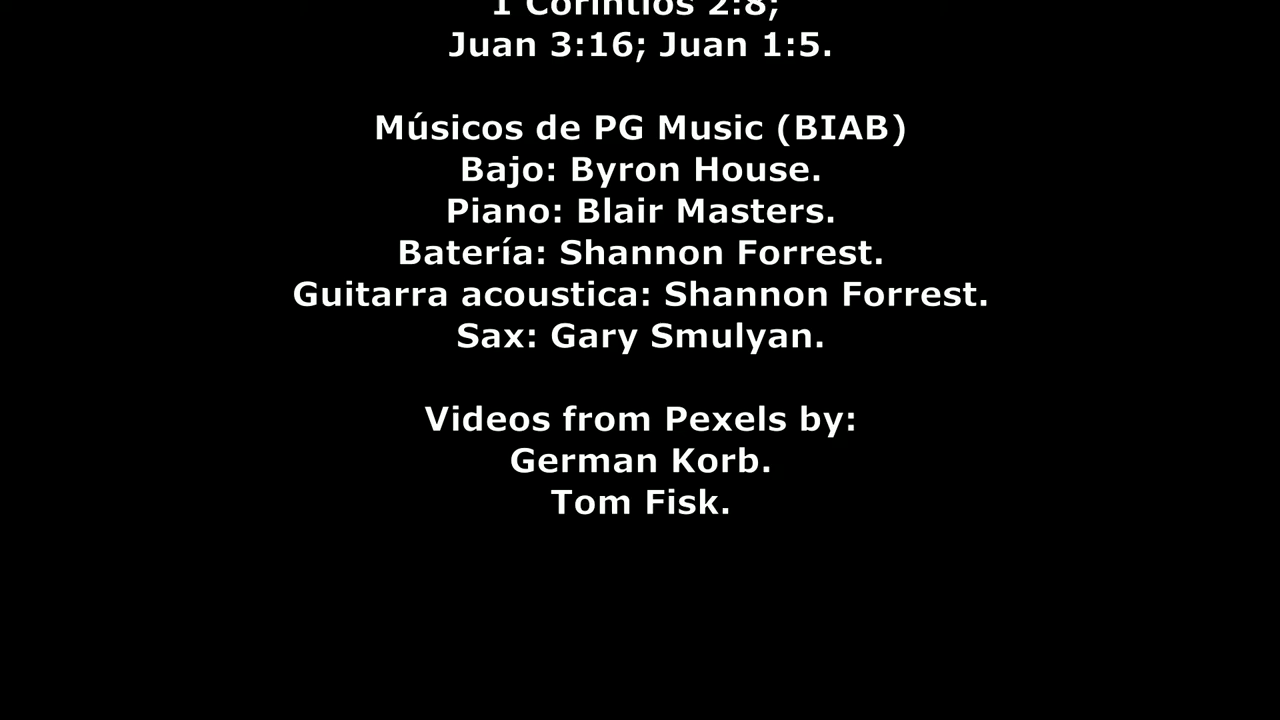 1 Corintios 2:8;
Juan 3:16; Juan 1:5.
Músicos de PG Music (BIAB)
Bajo: Byron House.
Piano: Blair Masters.
Batería: Shannon Forrest.
Guitarra acoustica: Shannon Forrest.
Sax: Gary Smulyan.
Videos from Pexels by:
German Korb.
Tom Fisk.